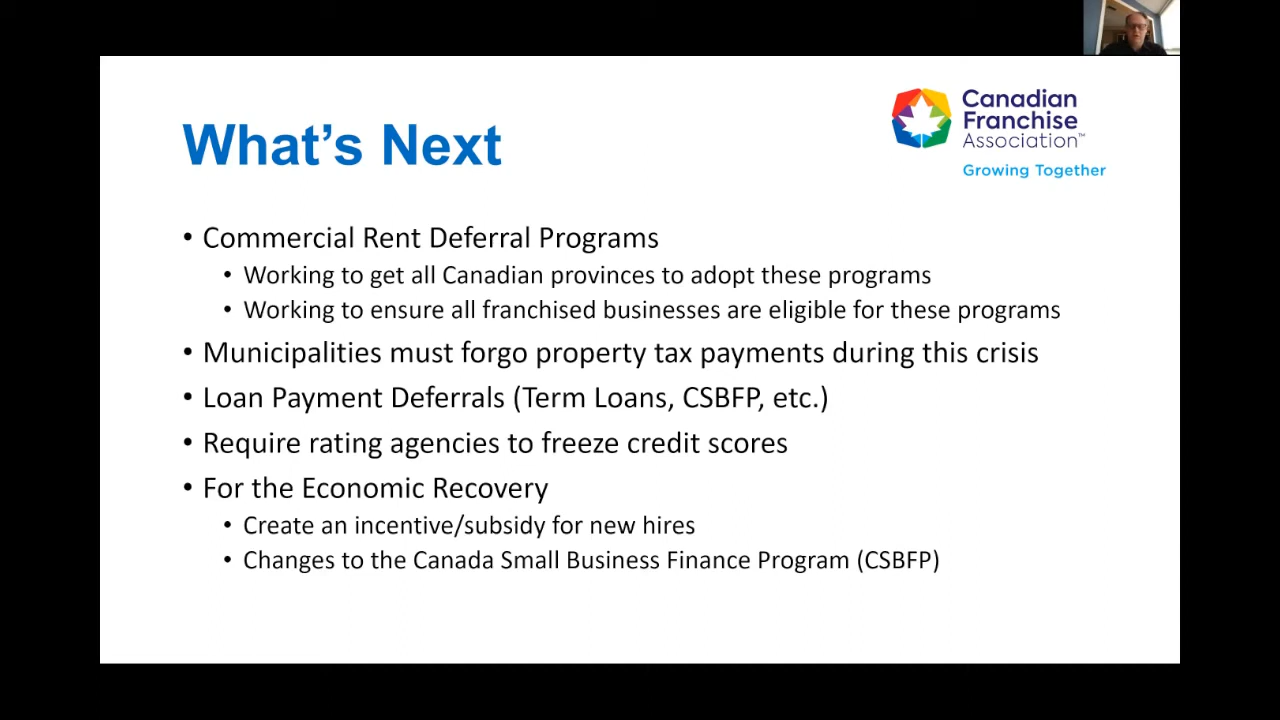 Canadian
Franchise
Association™
Growing Together
What's Next
• Commercial Rent Deferral Programs
• Working to get all Canadian provinces to adopt these programs
• Working to ensure all franchised businesses are eligible for these programs
• Municipalities must forgo property tax payments during this crisis
• Loan Payment Deferrals (Term Loans, CSBFP, etc.)
• Require rating agencies to freeze credit scores
• For the Economic Recovery
• Create an incentive/subsidy for new hires
• Changes to the Canada Small Business Finance Program (CSBFP)